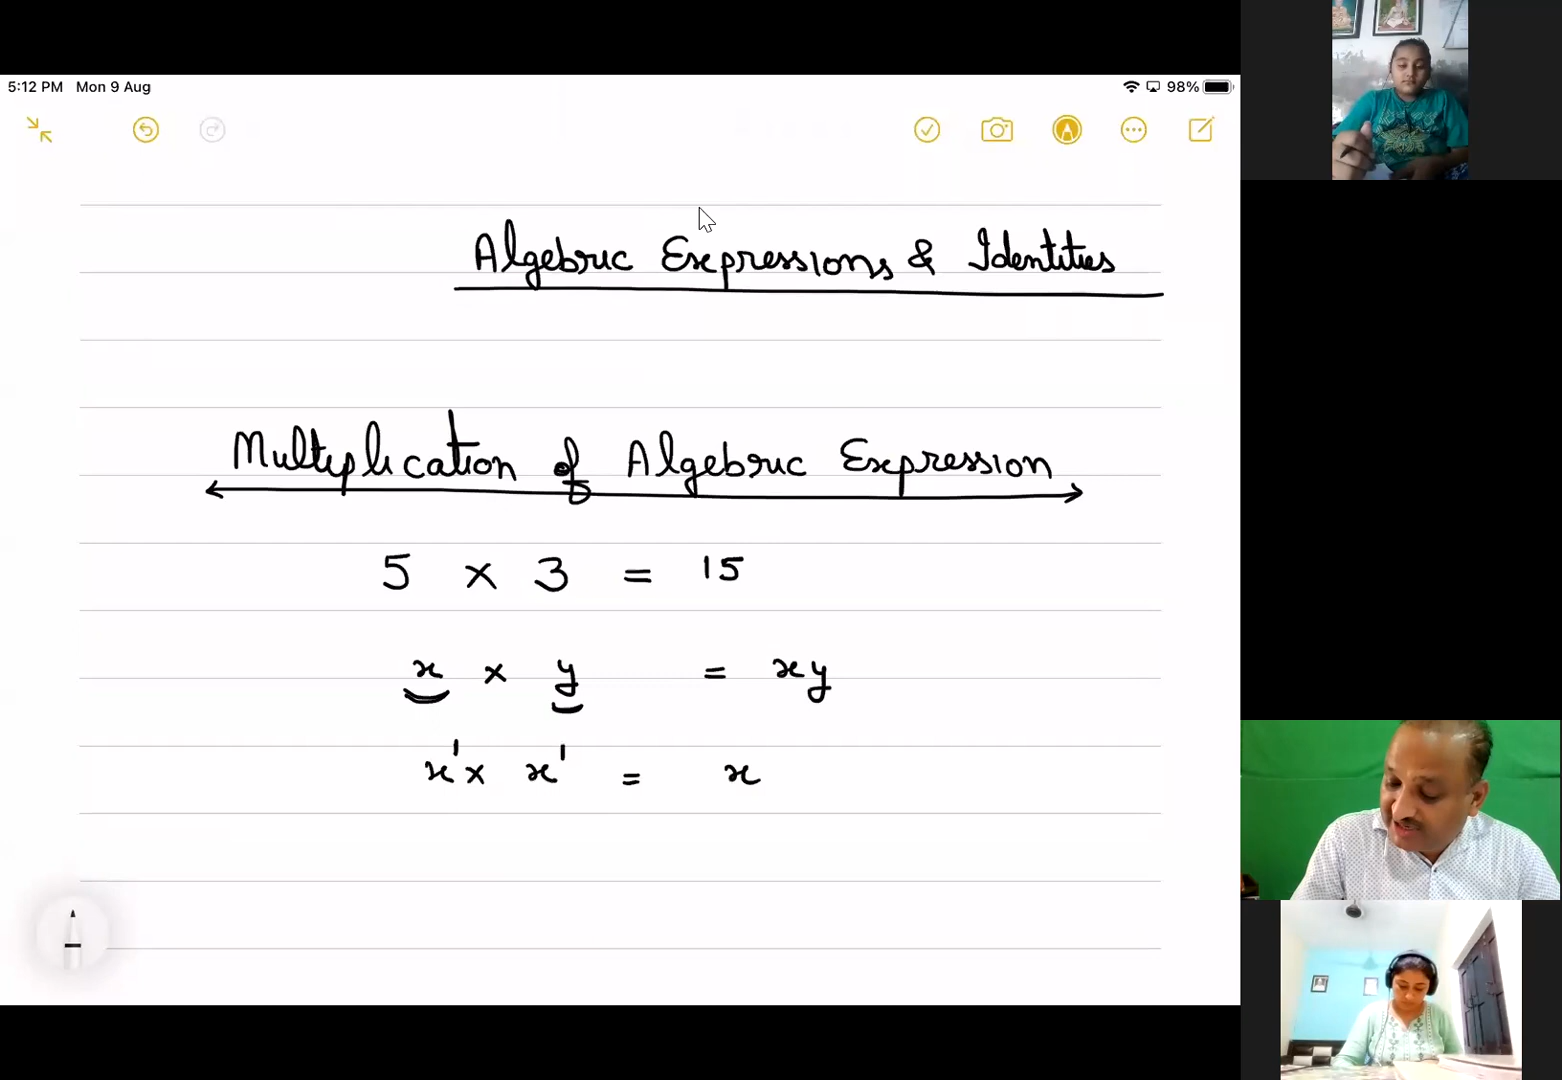 5:12 PM Mon 9 Aug 98%
Algebric Expressions & Identities
Multiplication of Algebric Expression
5 × 3 = 15
x × y = xy
x¹ × x¹ = x